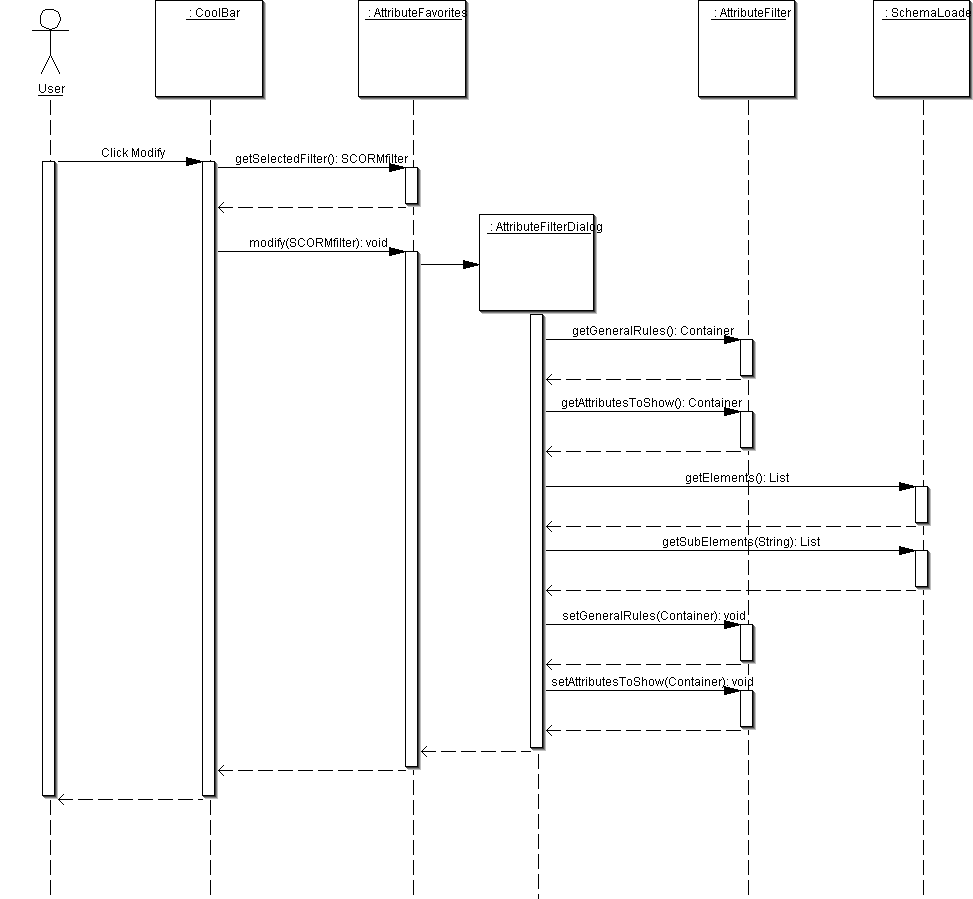 : CoolBar
: AttributeFavorites
: AttributeFilter
: SchemaLoade
User
Click Modify
getSelectedFilter(): SCORMfilter
: AttributeFilterDialog
modify(SCORMfilter): void
getGeneralRules(): Container
getAttributesToShow(): Container
getElements(): List
getSubElements(String): List
setGeneralRules(Container): void
setAttributesToShow(Container): void